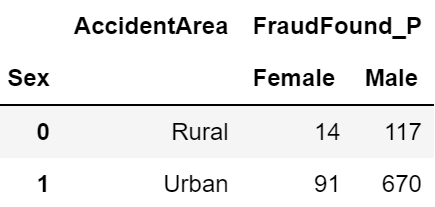 AccidentArea FraudFound_P
Sex Female Male
0 Rural 14 117
1 Urban 91 670